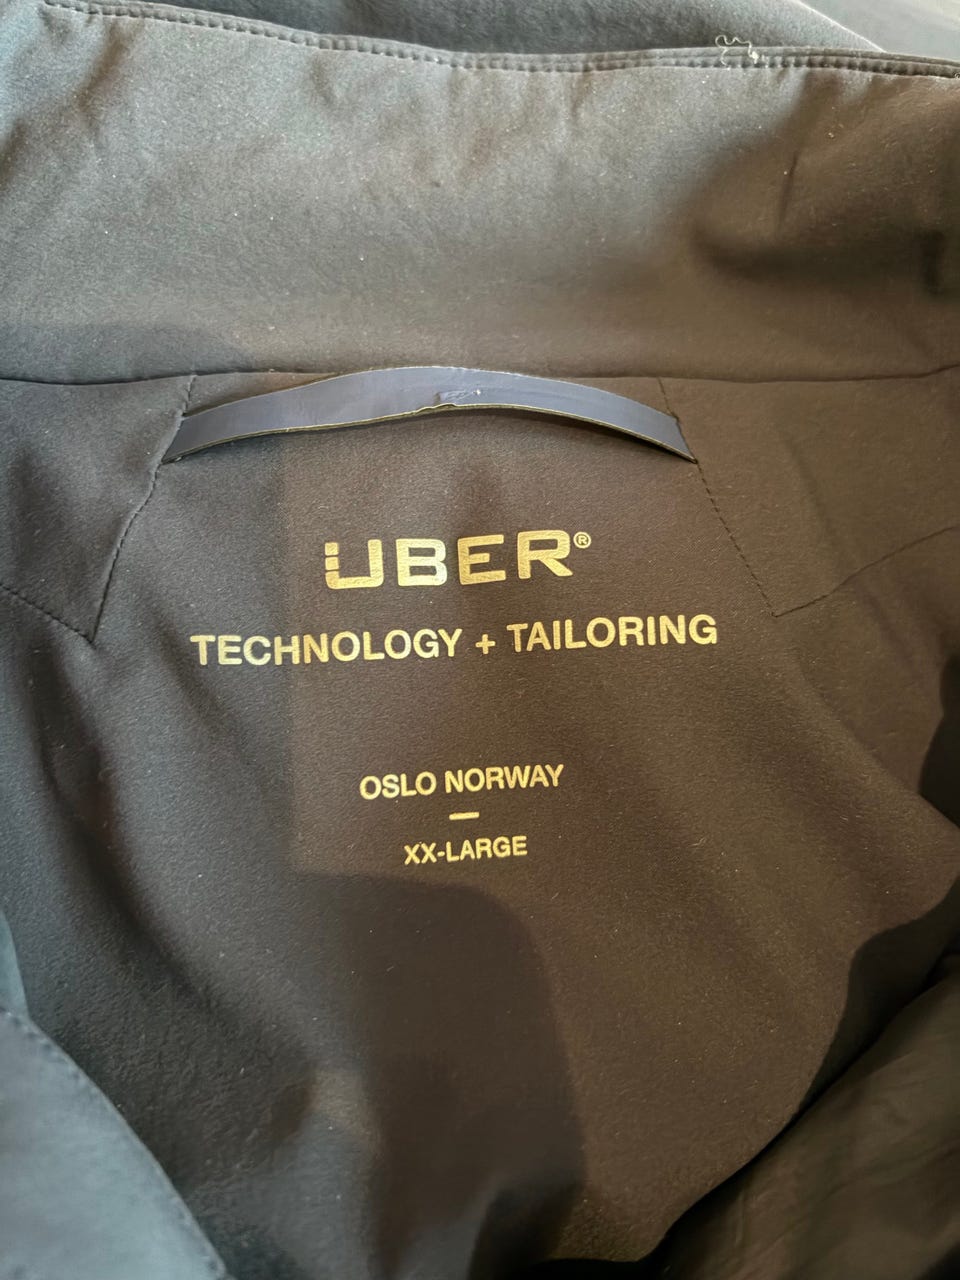 UBER®
TECHNOLOGY + TAILORING
OSLO NORWAY
—
XX-LARGE